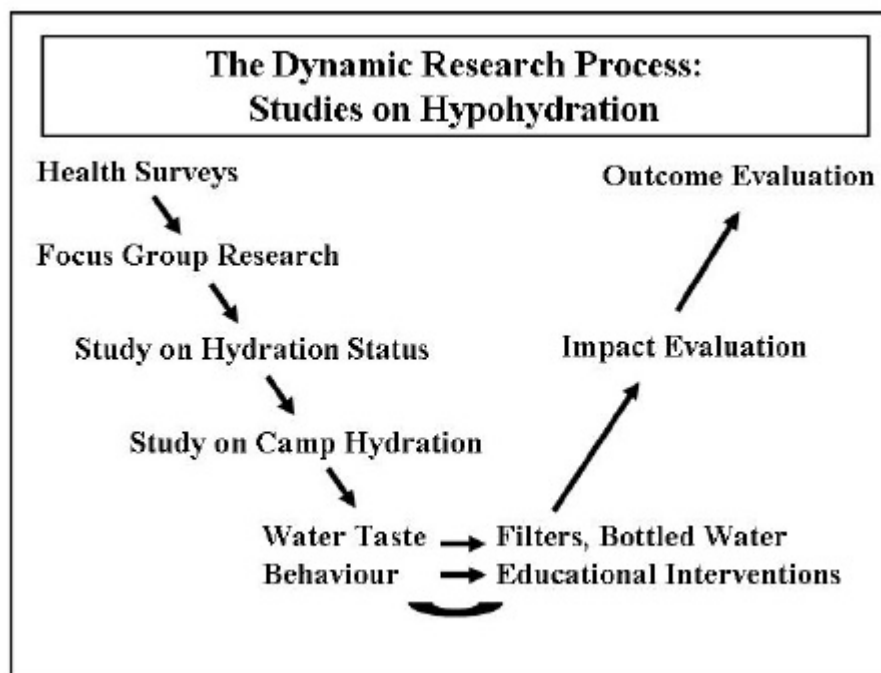 The Dynamic Research Process:
Studies on Hypohydration
Health Surveys
Focus Group Research
Study on Hydration Status
Study on Camp Hydration
Water Taste
Behaviour
Filters, Bottled Water
Educational Interventions
Impact Evaluation
Outcome Evaluation